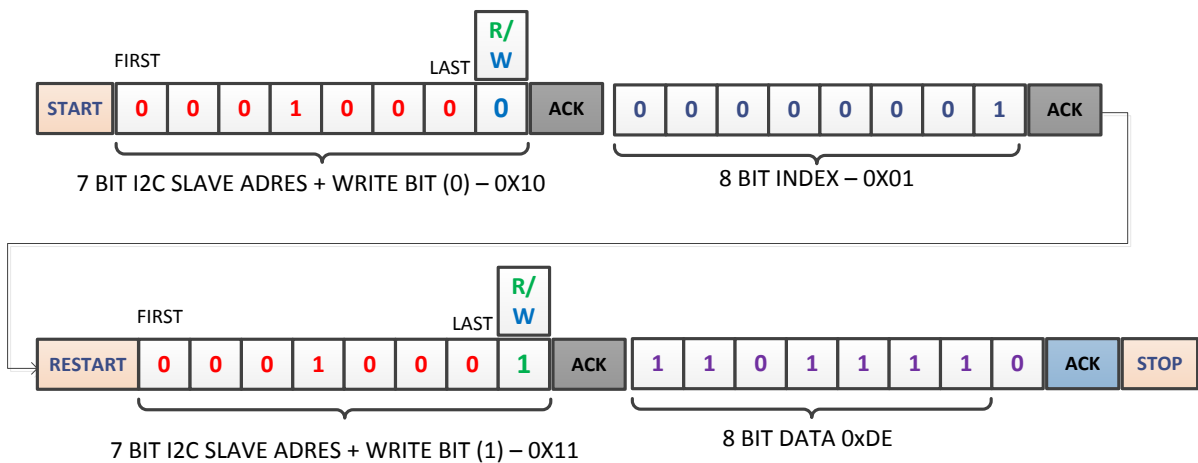 R/
W
FIRST LAST
START 0 0 0 1 0 0 0 0 ACK 0 0 0 0 0 0 0 1 ACK
7 BIT I2C SLAVE ADRES + WRITE BIT (0) – 0X10 8 BIT INDEX – 0X01
R/
W
FIRST LAST
RESTART 0 0 0 1 0 0 0 1 ACK 1 1 0 1 1 1 1 0 ACK STOP
7 BIT I2C SLAVE ADRES + WRITE BIT (1) – 0X11 8 BIT DATA 0xDE